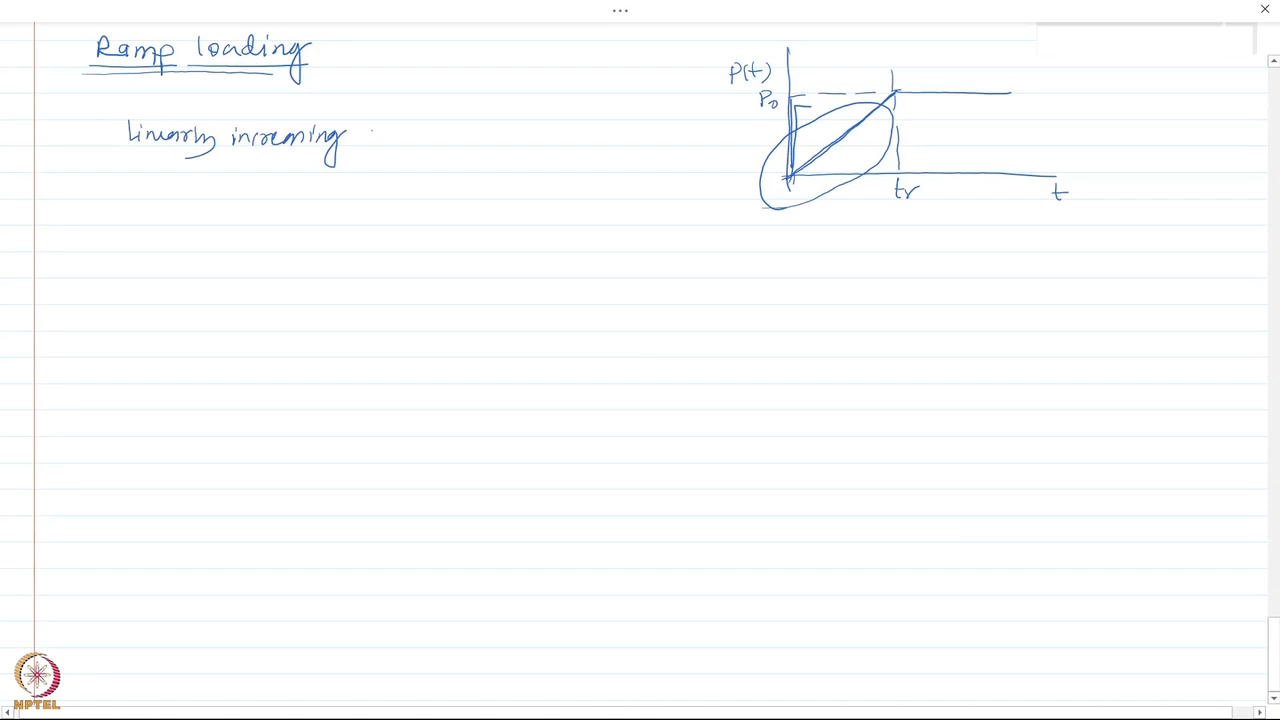 Ramp loading
P(t)
P0
linearly increasing
tr
t
NPTEL